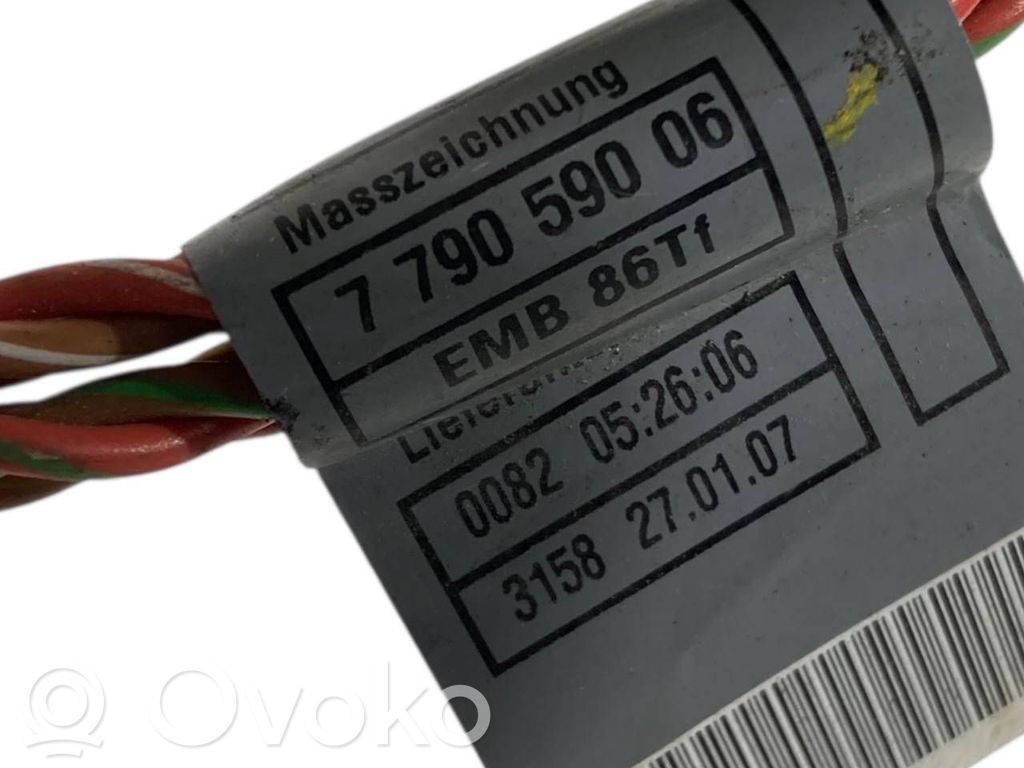 Masszeichnung
7 790 590 06
EMB 86Tf
0082 05:26:06
3158 27.01.07
Ovoko